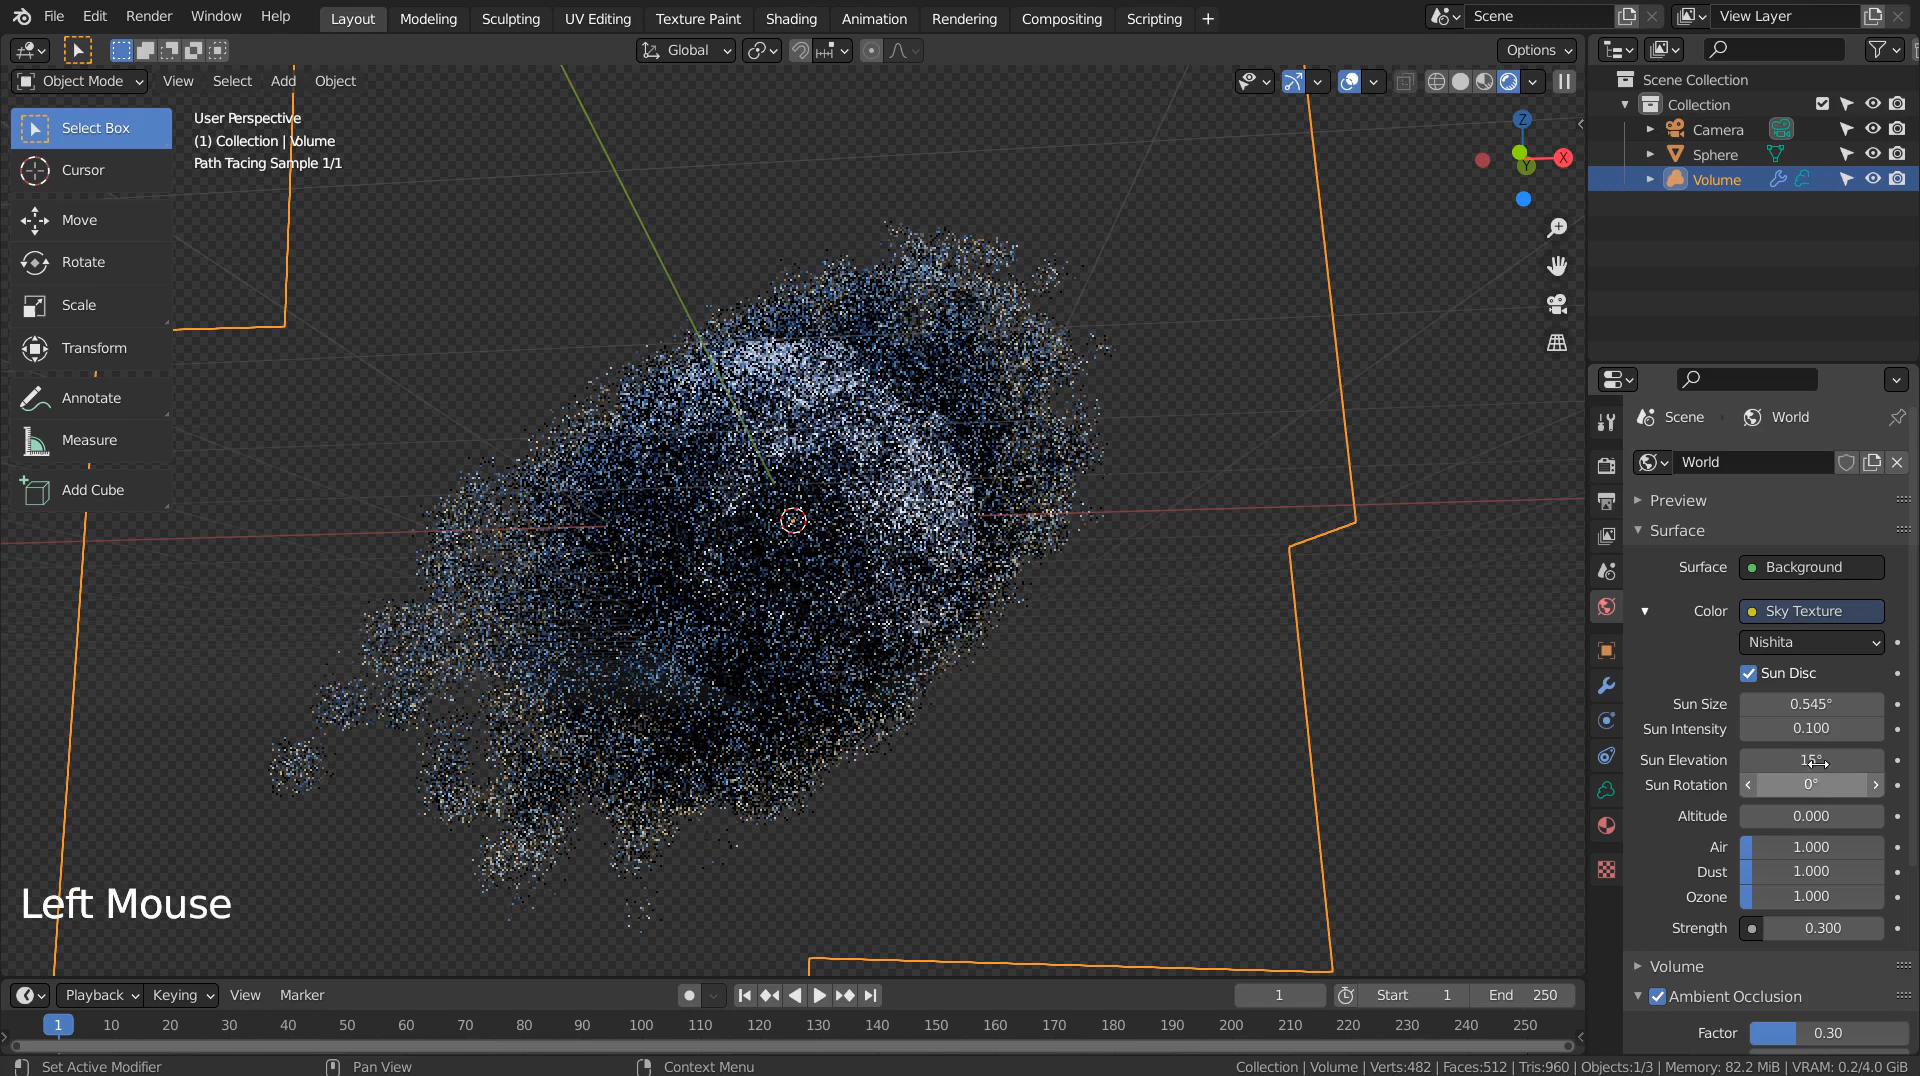 File Edit Render Window Help Layout Modeling Sculpting UV Editing Texture Paint Shading Animation Rendering Compositing Scripting + Scene View Layer
Global Options
Object Mode View Select Add Object
Select Box
Cursor
Move
Rotate
Scale
Transform
Annotate
Measure
Add Cube
User Perspective
(1) Collection | Volume
Path Tacing Sample 1/1
Z
X
Y
Left Mouse
Scene Collection
Collection
Camera
Sphere
Volume
Scene World
World
Preview
Surface
Surface Background
Color Sky Texture
Nishita
Sun Disc
Sun Size 0.545°
Sun Intensity 0.100
Sun Elevation 15°
Sun Rotation 0°
Altitude 0.000
Air 1.000
Dust 1.000
Ozone 1.000
Strength 0.300
Volume
Ambient Occlusion
Factor 0.30
Playback Keying View Marker 1 Start 1 End 250
1 10 20 30 40 50 60 70 80 90 100 110 120 130 140 150 160 170 180 190 200 210 220 230 240 250
Set Active Modifier Pan View Context Menu Collection | Volume | Verts:482 | Faces:512 | Tris:960 | Objects:1/3 | Memory: 82.2 MiB | VRAM: 0.2/4.0 GiB